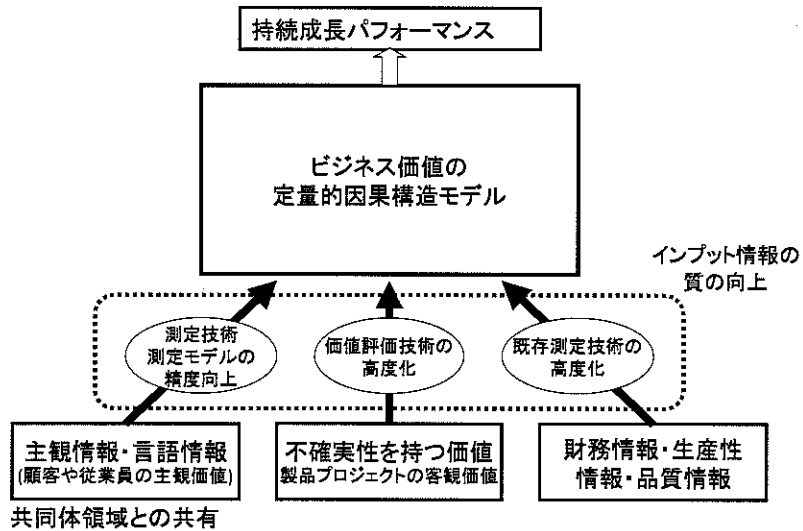 持続成長パフォーマンス
ビジネス価値の
定量的因果構造モデル
インプット情報の
質の向上
測定技術
測定モデルの
精度向上
価値評価技術の
高度化
既存測定技術の
高度化
主観情報・言語情報
(顧客や従業員の主観価値)
不確実性を持つ価値
製品プロジェクトの客観価値
財務情報・生産性
情報・品質情報
共同体領域との共有